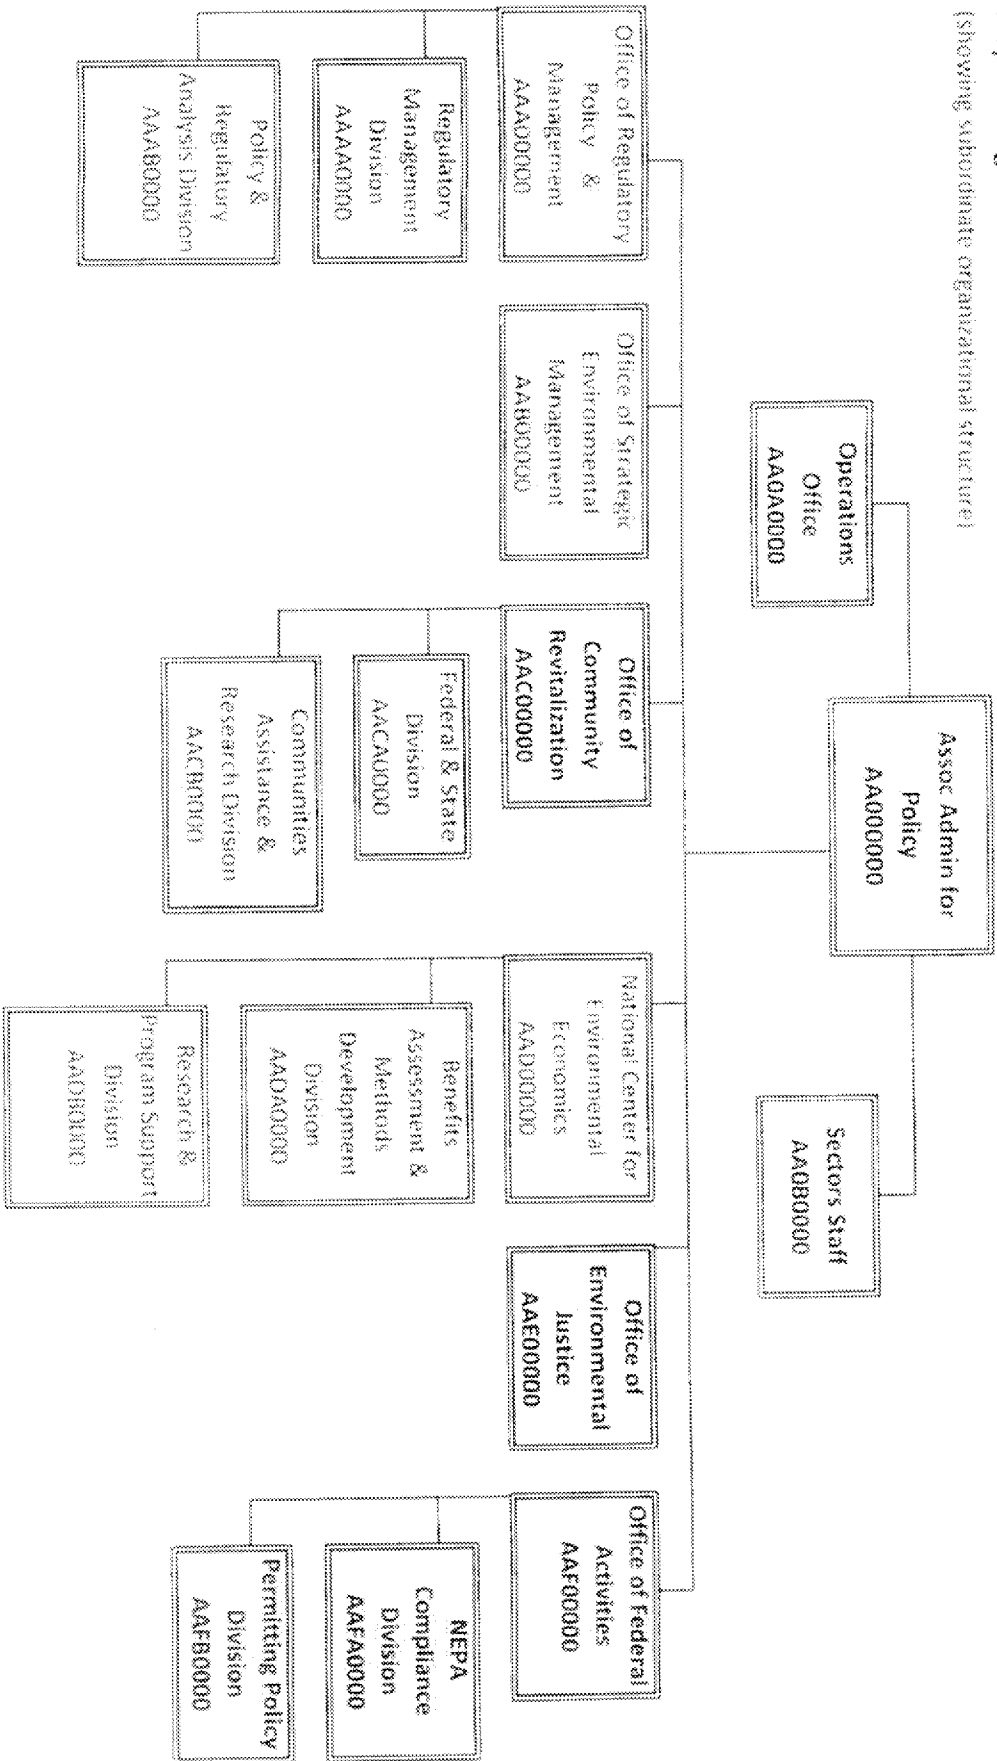 (showing subordinate organizational structure)
Assoc Admin for
Policy
AA000000
Operations
Office
AA0A0000
Sectors Staff
AA0B0000
Office of Regulatory
Policy &
Management
AAA00000
Regulatory
Management
Division
AAAA0000
Policy &
Regulatory
Analysis Division
AAAB0000
Office of Strategic
Environmental
Management
AAB00000
Office of
Community
Revitalization
AAC00000
Federal & State
Division
AACA0000
Communities
Assistance &
Research Division
AACB0000
National Center for
Environmental
Economics
AAD00000
Benefits
Assessment &
Methods
Development
Division
AADA0000
Research &
Program Support
Division
AADB0000
Office of
Environmental
Justice
AAE00000
Office of Federal
Activities
AAF00000
NEPA
Compliance
Division
AAFA0000
Permitting Policy
Division
AAFB0000